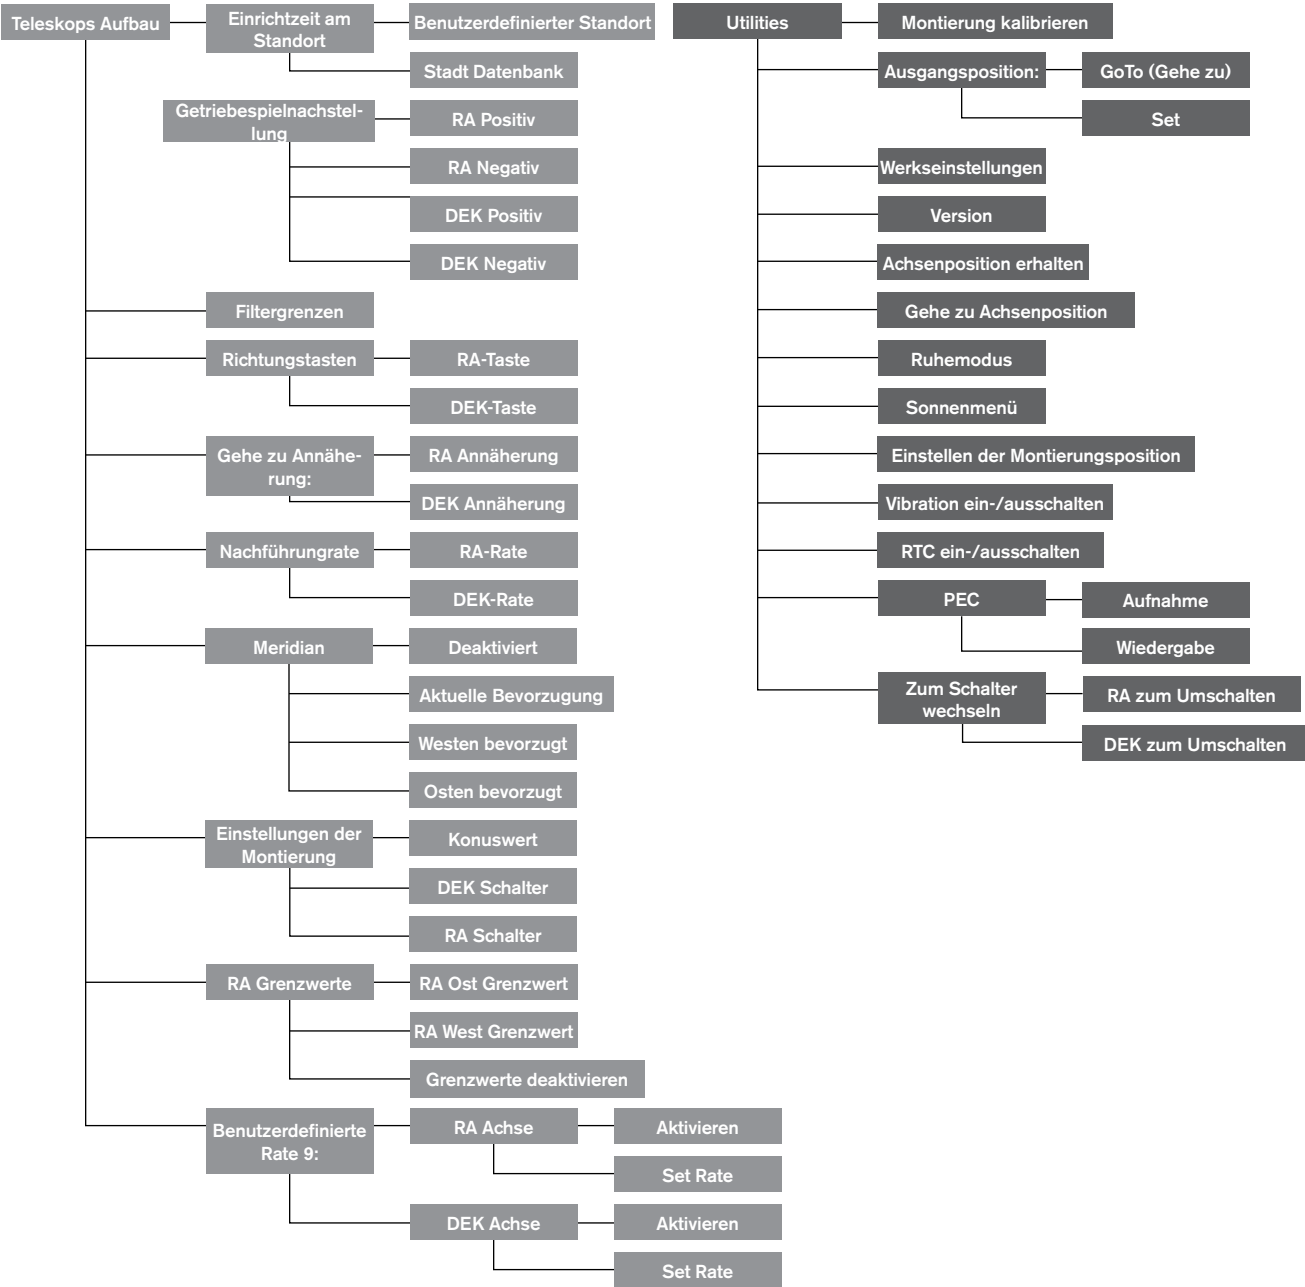 Teleskops Aufbau
Einrichtzeit am
Standort
Benutzerdefinierter Standort
Stadt Datenbank
Getriebespielnachstel-
lung
RA Positiv
RA Negativ
DEK Positiv
DEK Negativ
Filtergrenzen
Richtungstasten
RA-Taste
DEK-Taste
Gehe zu Annähe-
rung:
RA Annäherung
DEK Annäherung
Nachführungrate
RA-Rate
DEK-Rate
Meridian
Deaktiviert
Aktuelle Bevorzugung
Westen bevorzugt
Osten bevorzugt
Einstellungen der
Montierung
Konuswert
DEK Schalter
RA Schalter
RA Grenzwerte
RA Ost Grenzwert
RA West Grenzwert
Grenzwerte deaktivieren
Benutzerdefinierte
Rate 9:
RA Achse
Aktivieren
Set Rate
DEK Achse
Aktivieren
Set Rate
Utilities
Montierung kalibrieren
Ausgangsposition:
GoTo (Gehe zu)
Set
Werkseinstellungen
Version
Achsenposition erhalten
Gehe zu Achsenposition
Ruhemodus
Sonnenmenü
Einstellen der Montierungsposition
Vibration ein-/ausschalten
RTC ein-/ausschalten
PEC
Aufnahme
Wiedergabe
Zum Schalter
wechseln
RA zum Umschalten
DEK zum Umschalten